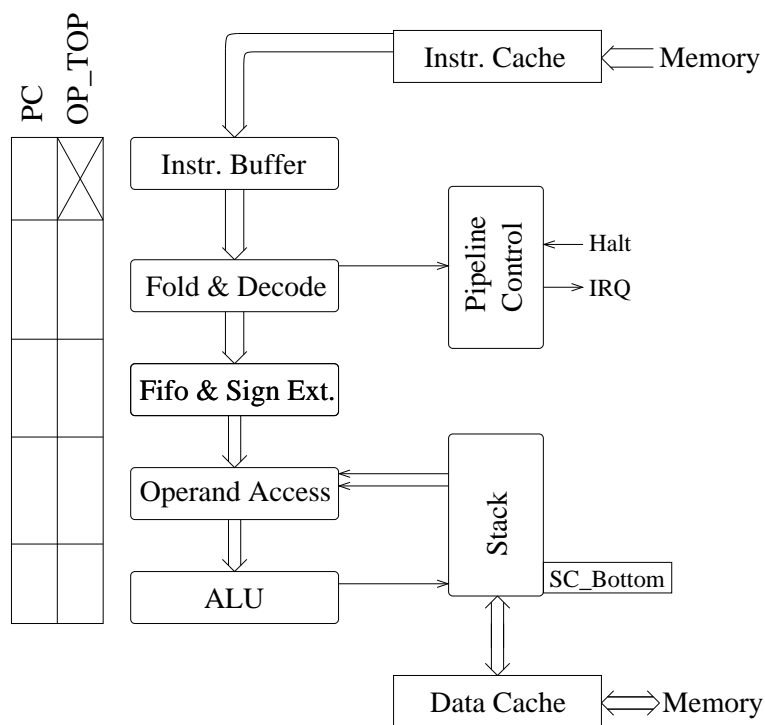 PC
OP_TOP
Instr. Cache
Memory
Instr. Buffer
Fold & Decode
Pipeline
Control
Halt
IRQ
Fifo & Sign Ext.
Operand Access
Stack
SC_Bottom
ALU
Data Cache
Memory